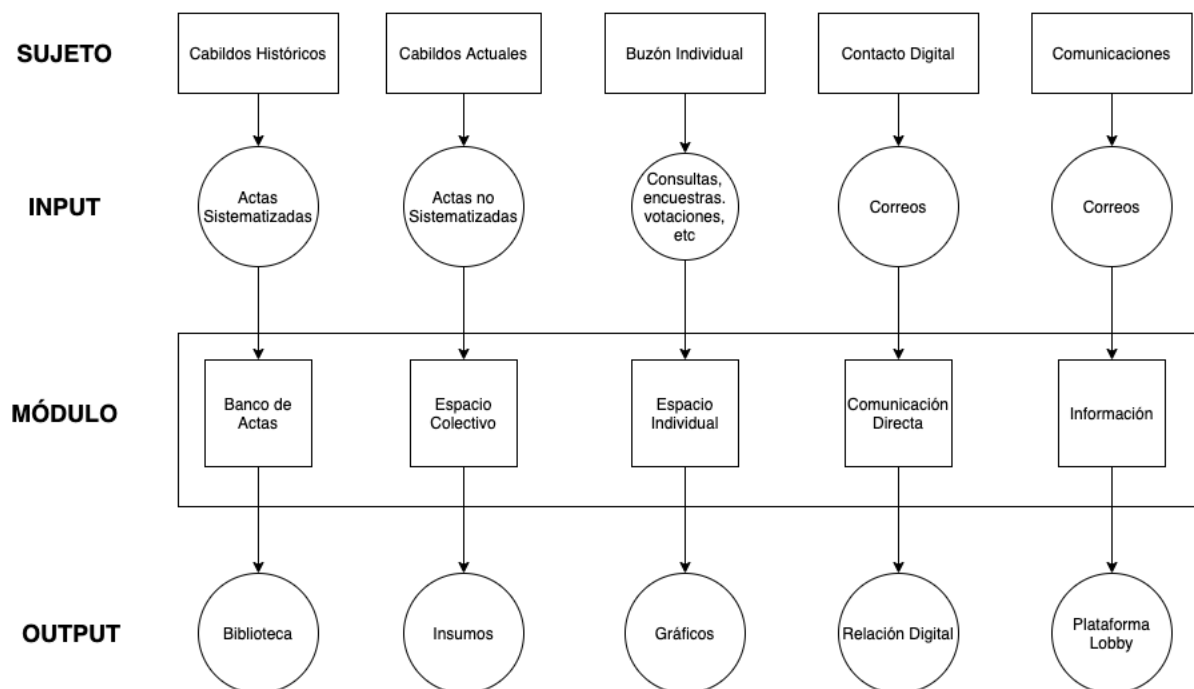 SUJETO
Cabildos Históricos
Cabildos Actuales
Buzón Individual
Contacto Digital
Comunicaciones
INPUT
Actas
Sistematizadas
Actas no
Sistematizadas
Consultas,
encuestras.
votaciones,
etc
Correos
Correos
MÓDULO
Banco de
Actas
Espacio
Colectivo
Espacio
Individual
Comunicación
Directa
Información
OUTPUT
Biblioteca
Insumos
Gráficos
Relación Digital
Plataforma
Lobby